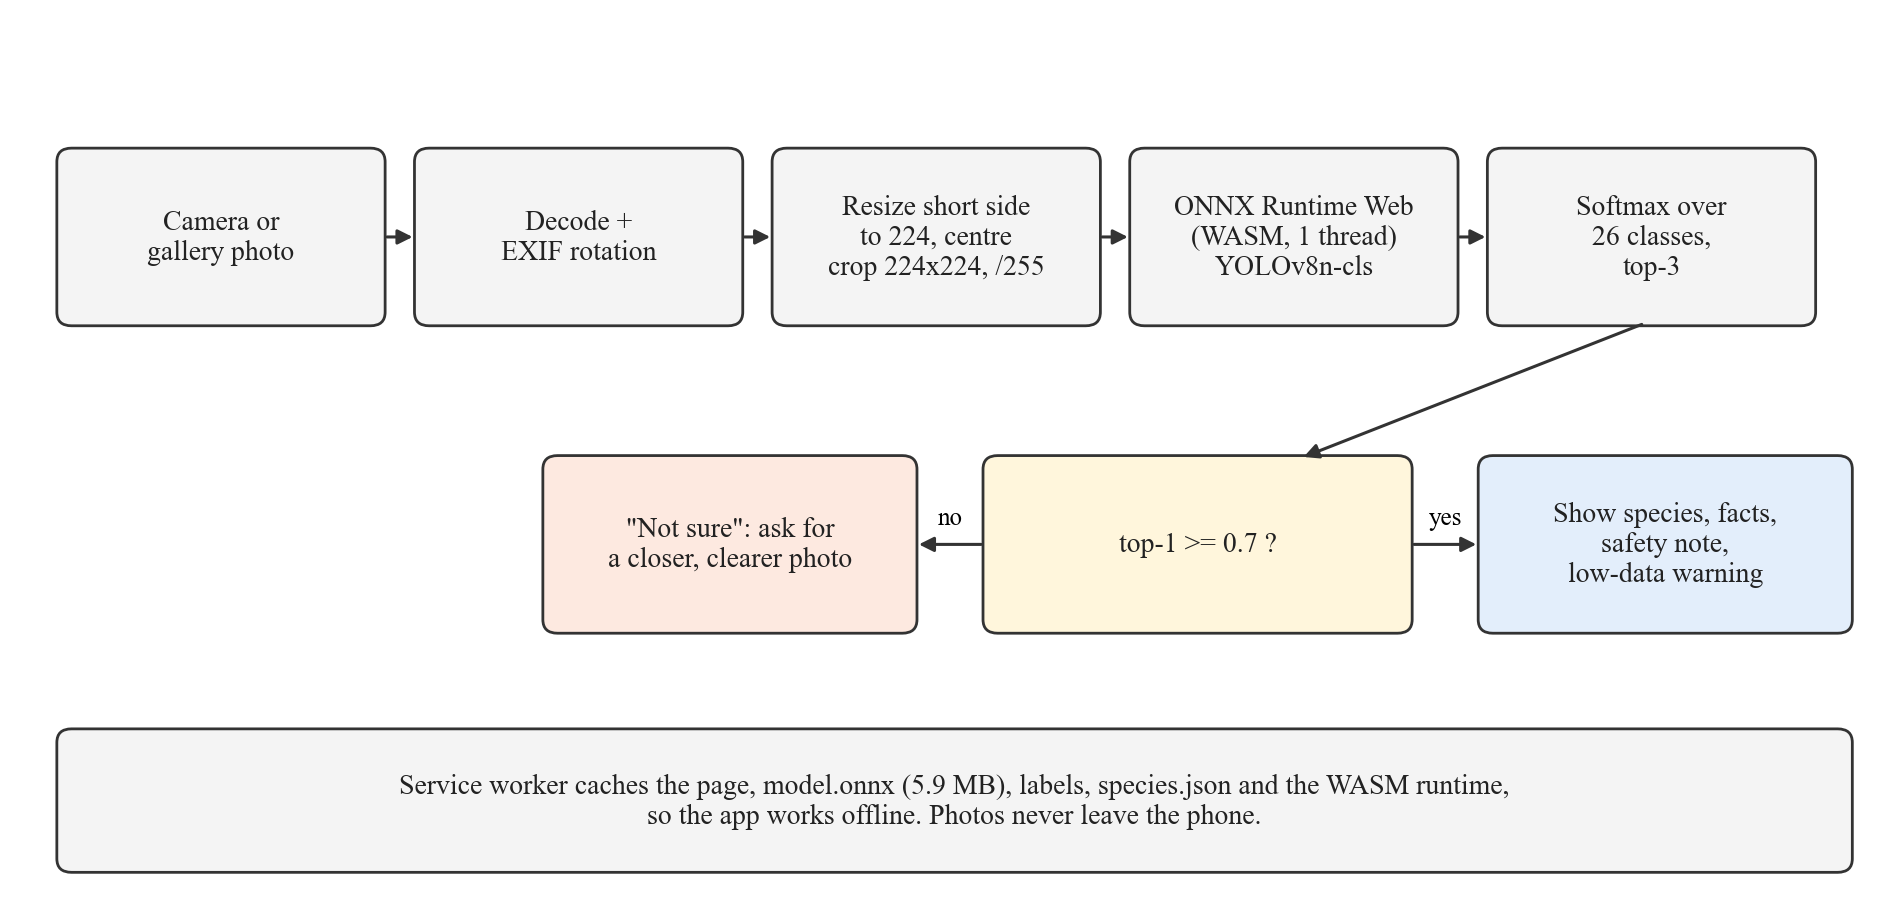 Camera or
gallery photo
Decode +
EXIF rotation
Resize short side
to 224, centre
crop 224x224, /255
ONNX Runtime Web
(WASM, 1 thread)
YOLOv8n-cls
Softmax over
26 classes,
top-3
"Not sure": ask for
a closer, clearer photo
no
top-1 >= 0.7 ?
yes
Show species, facts,
safety note,
low-data warning
Service worker caches the page, model.onnx (5.9 MB), labels, species.json and the WASM runtime,
so the app works offline. Photos never leave the phone.